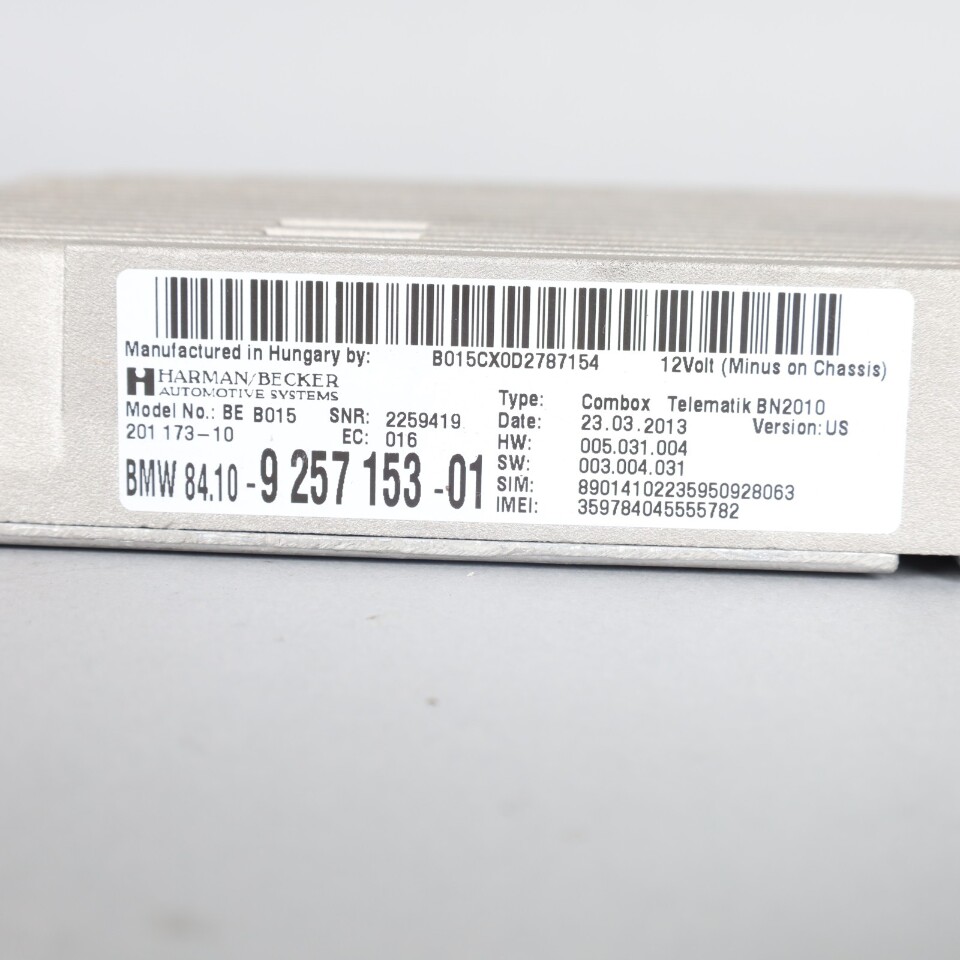 Manufactured in Hungary by: B015CX0D2787154 12Volt (Minus on Chassis)
HARMAN/BECKER
AUTOMOTIVE SYSTEMS
Model No.: BE B015 SNR: 2259419
201 173-10 EC: 016
BMW 84.10 -9 257 153 -01
Type: Combox Telematik BN2010
Date: 23.03.2013 Version: US
HW: 005.031.004
SW: 003.004.031
SIM: 89014102235950928063
IMEI: 359784045555782